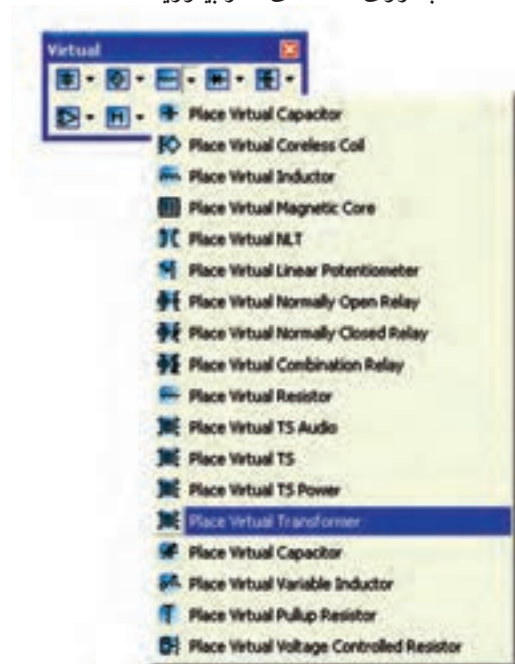 Virtual
Place Virtual Capacitor
Place Virtual Coreless Coil
Place Virtual Inductor
Place Virtual Magnetic Core
Place Virtual NLT
Place Virtual Linear Potentiometer
Place Virtual Normally Open Relay
Place Virtual Normally Closed Relay
Place Virtual Combination Relay
Place Virtual Resistor
Place Virtual TS Audio
Place Virtual TS
Place Virtual TS Power
Place Virtual Transformer
Place Virtual Capacitor
Place Virtual Variable Inductor
Place Virtual Pullup Resistor
Place Virtual Voltage Controlled Resistor